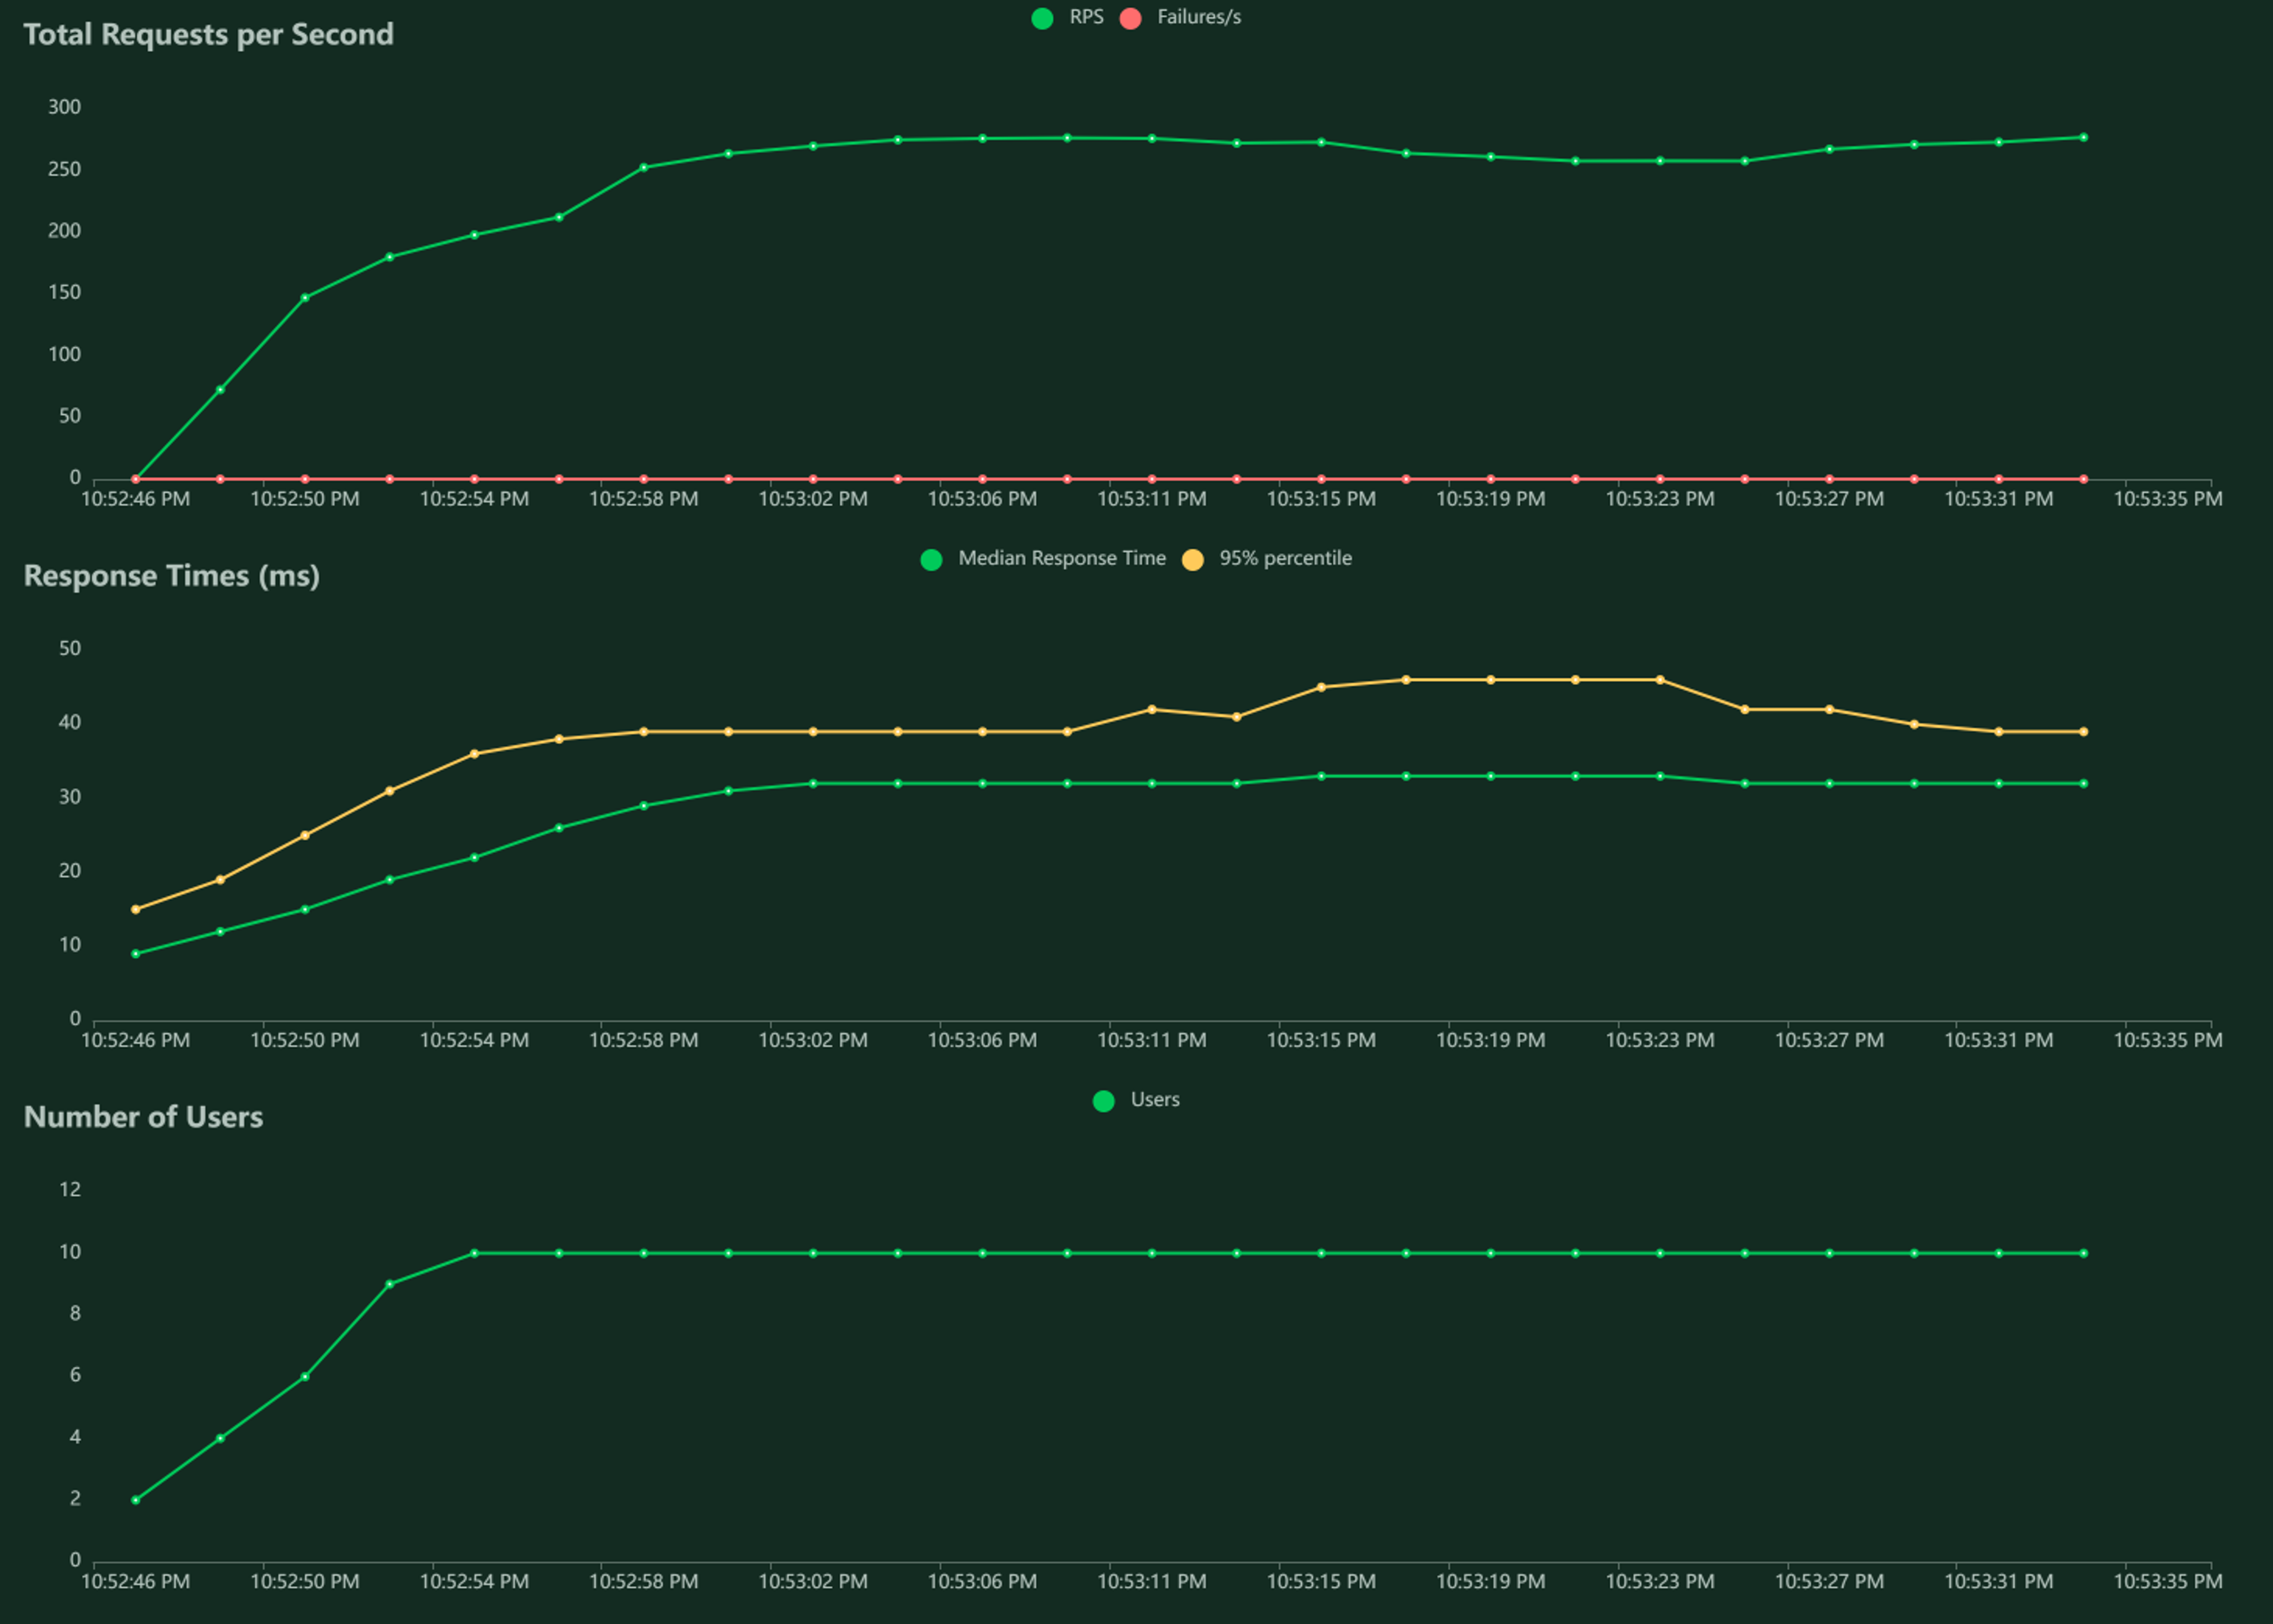 RPS Failures/s
Total Requests per Second
300
250
200
150
100
50
0
10:52:46 PM 10:52:50 PM 10:52:54 PM 10:52:58 PM 10:53:02 PM 10:53:06 PM 10:53:11 PM 10:53:15 PM 10:53:19 PM 10:53:23 PM 10:53:27 PM 10:53:31 PM 10:53:35 PM
Median Response Time 95% percentile
Response Times (ms)
50
40
30
20
10
0
10:52:46 PM 10:52:50 PM 10:52:54 PM 10:52:58 PM 10:53:02 PM 10:53:06 PM 10:53:11 PM 10:53:15 PM 10:53:19 PM 10:53:23 PM 10:53:27 PM 10:53:31 PM 10:53:35 PM
Users
Number of Users
12
10
8
6
4
2
0
10:52:46 PM 10:52:50 PM 10:52:54 PM 10:52:58 PM 10:53:02 PM 10:53:06 PM 10:53:11 PM 10:53:15 PM 10:53:19 PM 10:53:23 PM 10:53:27 PM 10:53:31 PM 10:53:35 PM